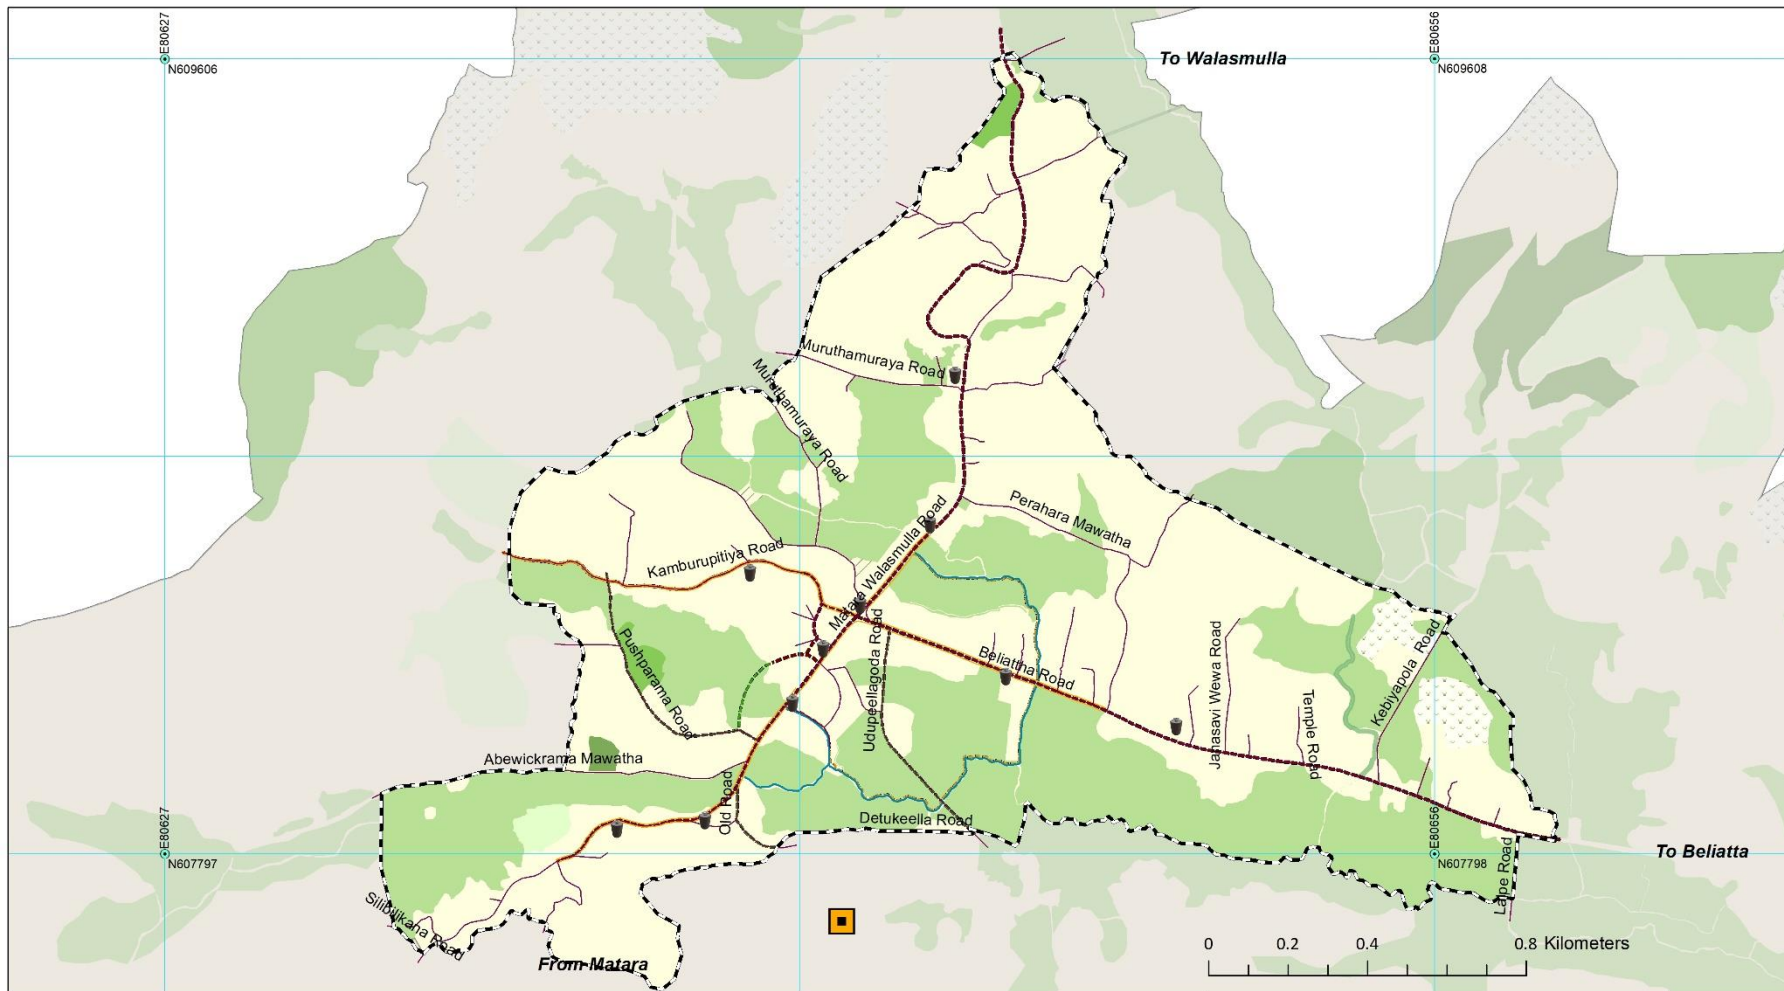 E80627
E80656
N609606
To Walasmulla
N609608
Muruthamuraya Road
Muruthamuraya Road
Matara Walasmulla Road
Perahara Mawatha
Kamburupitiya Road
Pushparama Road
Udupeellagoda Road
Beliattha Road
Janasavi Wewa Road
Temple Road
Kebiyapola Road
Abewickrama Mawatha
Old Road
Detukeella Road
E80627
N607797
E80656
N607798
Lalpe Road
To Beliatta
Silibilikana Road
From Matara
0 0.2 0.4 0.8 Kilometers